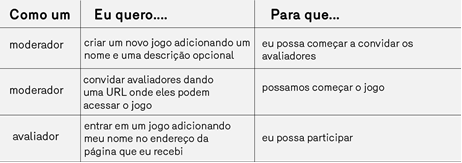 Como um
Eu quero....
Para que...
moderador
criar um novo jogo adicionando um
nome e uma descrição opcional
eu possa começar a convidar os
avaliadores
moderador
convidar avaliadores dando
uma URL onde eles podem
acessar o jogo
possamos começar o jogo
avaliador
entrar em um jogo adicionando
meu nome no endereço da
página que eu recebi
eu possa participar